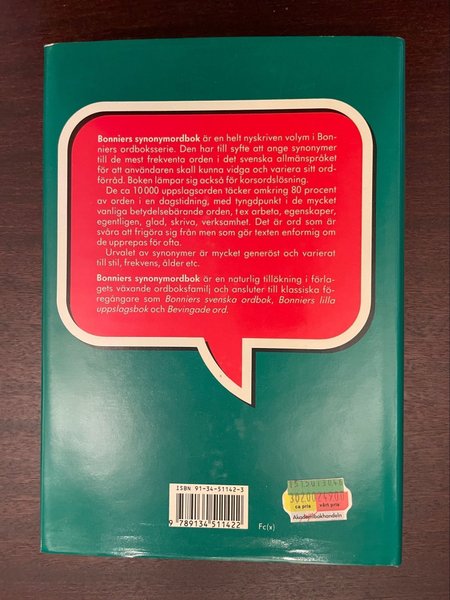 Bonniers synonymordbok är en helt nyskriven volym i Bon-
niers ordboksserie. Den har till syfte att ange synonymer
till de mest frekventa orden i det svenska allmänspråket
för att användaren skall kunna vidga och variera sitt ord-
förråd. Boken lämpar sig också för korsordslösning.
De ca 10 000 uppslagsorden täcker omkring 80 procent
av orden i en dagstidning, med tyngdpunkt i de mycket
vanliga betydelsebärande orden, t ex arbeta, egenskaper,
egentligen, glad, skriva, verksamhet. Det är ord som är
svåra att frigöra sig från men som gör texten enformig om
de upprepas för ofta.
Urvalet av synonymer är mycket generöst och varierat
till stil, frekvens, ålder etc.
Bonniers synonymordbok är en naturlig tillökning i förla-
gets växande ordboksfamilj och ansluter till klassiska fö-
regångare som Bonniers svenska ordbok, Bonniers lilla
uppslagsbok och Bevingade ord.
ISBN 91-34-51142-3
9 789134 511422
Fc(x)
30200 24900
ca pris vårt pris
Akademibokhandeln